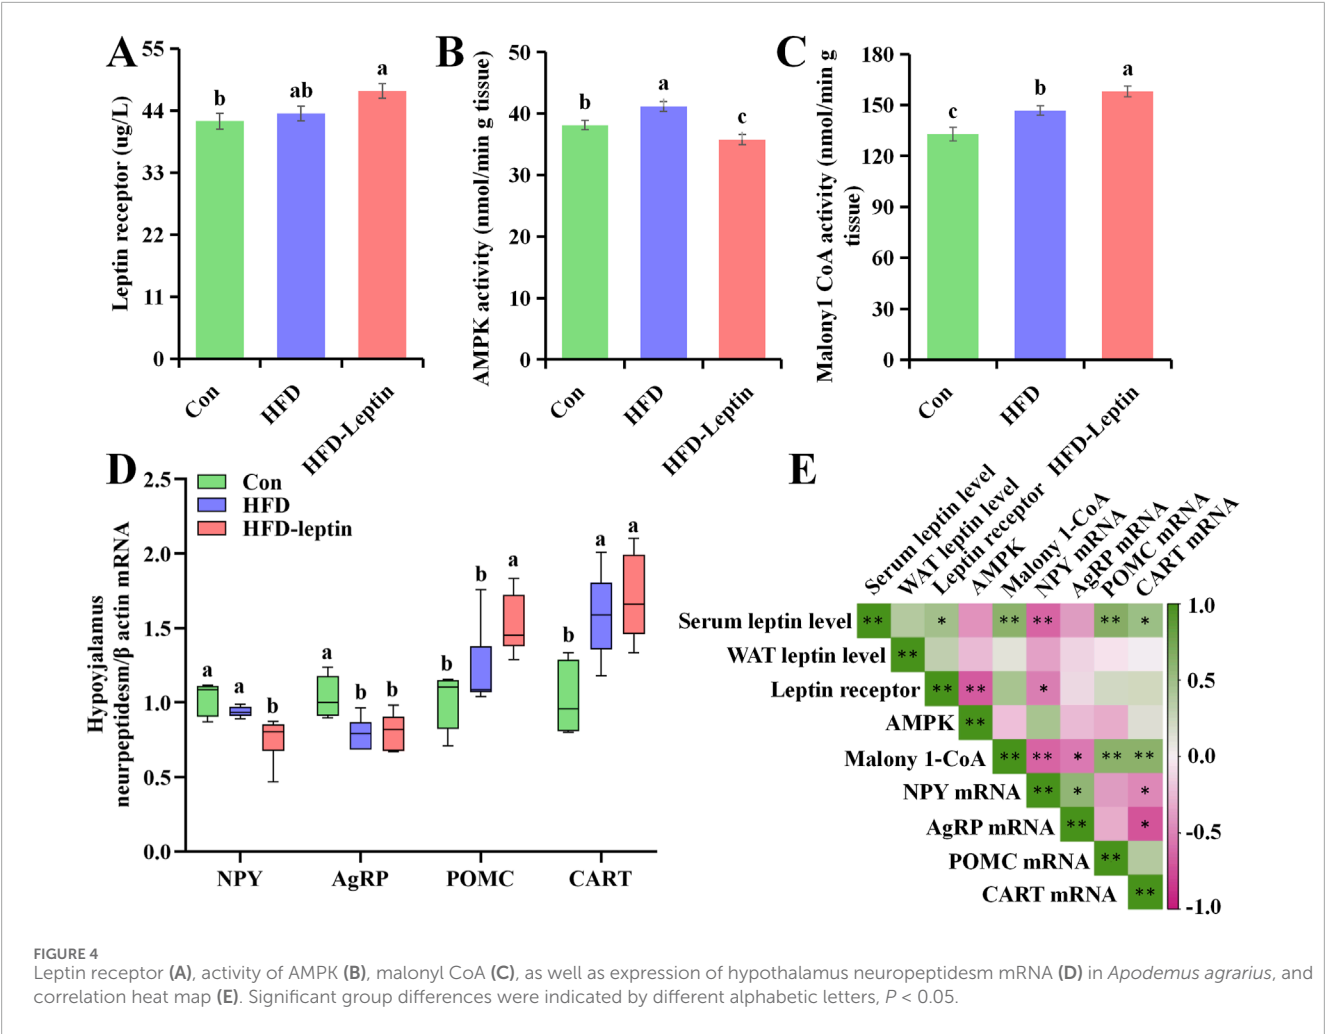 A
Leptin receptor (ug/L)
55
44
33
22
11
0
b
ab
a
Con
HFD
HFD-Leptin
B
AMPK activity (nmol/min g tissue)
50
40
30
20
10
0
b
a
c
Con
HFD
HFD-Leptin
C
Malony1 CoA activity (nmol/min g
tissue)
180
150
120
90
60
30
0
c
b
a
Con
HFD
HFD-Leptin
D
Hypoyjalamus
neurpeptidesm/β actin mRNA
2.5
2.0
1.5
1.0
0.5
0.0
Con
HFD
HFD-leptin
a
a
b
a
b
b
b
b
a
b
a
a
NPY
AgRP
POMC
CART
E
Serum leptin level
WAT leptin level
Leptin receptor
AMPK
Malony 1-CoA
NPY mRNA
AgRP mRNA
POMC mRNA
CART mRNA
Serum leptin level ** * ** ** ** *
WAT leptin level **
Leptin receptor ** ** *
AMPK **
Malony 1-CoA ** ** * ** **
NPY mRNA ** * *
AgRP mRNA ** *
POMC mRNA **
CART mRNA **
1.0
0.5
0.0
-0.5
-1.0
FIGURE 4
Leptin receptor (A), activity of AMPK (B), malonyl CoA (C), as well as expression of hypothalamus neuropeptidesm mRNA (D) in Apodemus agrarius, and
correlation heat map (E). Significant group differences were indicated by different alphabetic letters, P < 0.05.